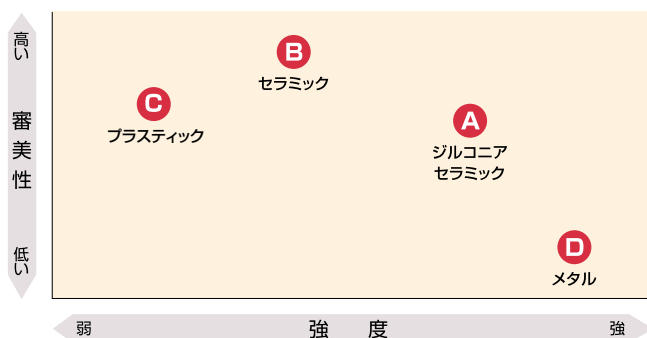 高い
審美性
低い
B
セラミック
C
プラスティック
A
ジルコニア
セラミック
D
メタル
弱 強度 強